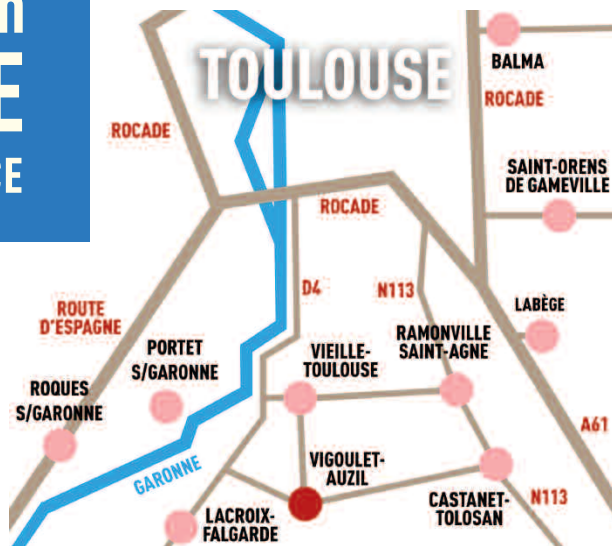 TOULOUSE
BALMA
ROCADE
ROCADE
SAINT-ORENS
DE GAMEVILLE
ROCADE
D4
N113
LABÈGE
ROUTE
D'ESPAGNE
PORTET
S/GARONNE
VIEILLE-
TOULOUSE
RAMONVILLE
SAINT-AGNE
ROQUES
S/GARONNE
A61
GARONNE
VIGOULET-
AUZIL
CASTANET-
TOLOSAN
N113
LACROIX-
FALGARDE